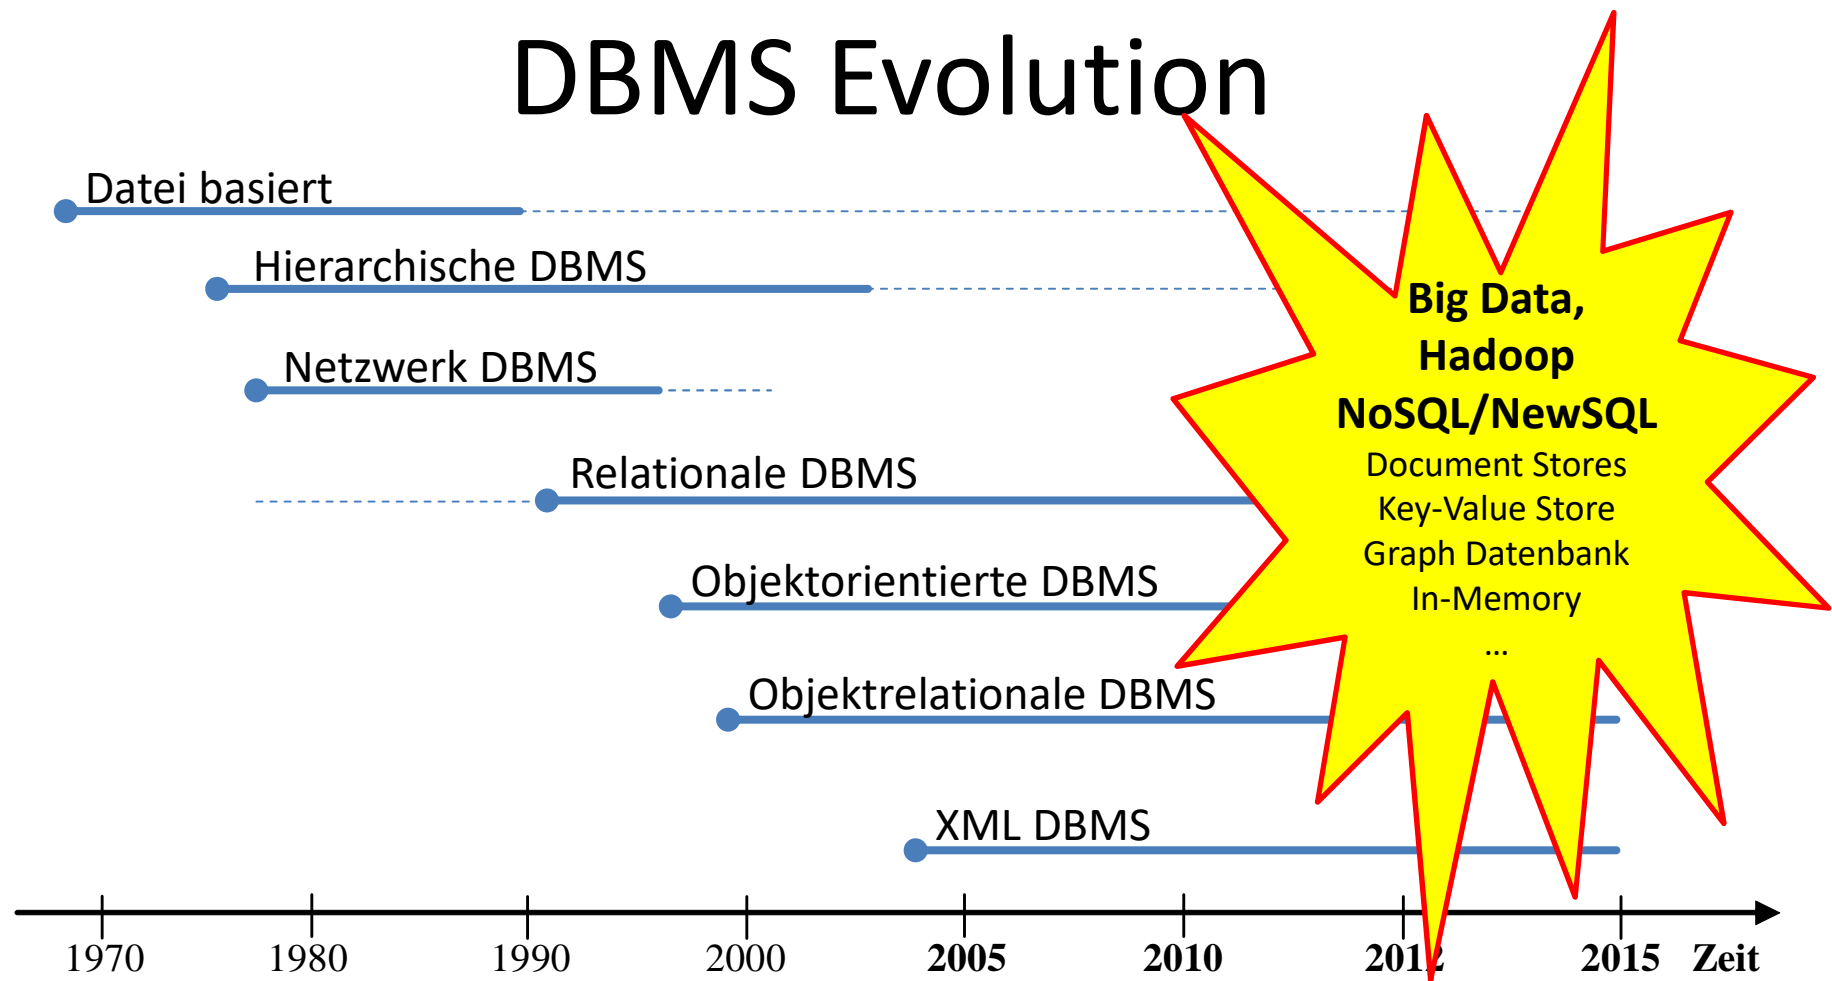 DBMS Evolution
Datei basiert
Hierarchische DBMS
Netzwerk DBMS
Relationale DBMS
Objektorientierte DBMS
Objektrelationale DBMS
XML DBMS
Big Data,
Hadoop
NoSQL/NewSQL
Document Stores
Key-Value Store
Graph Datenbank
In-Memory
...
1970 1980 1990 2000 2005 2010 2012 2015 Zeit